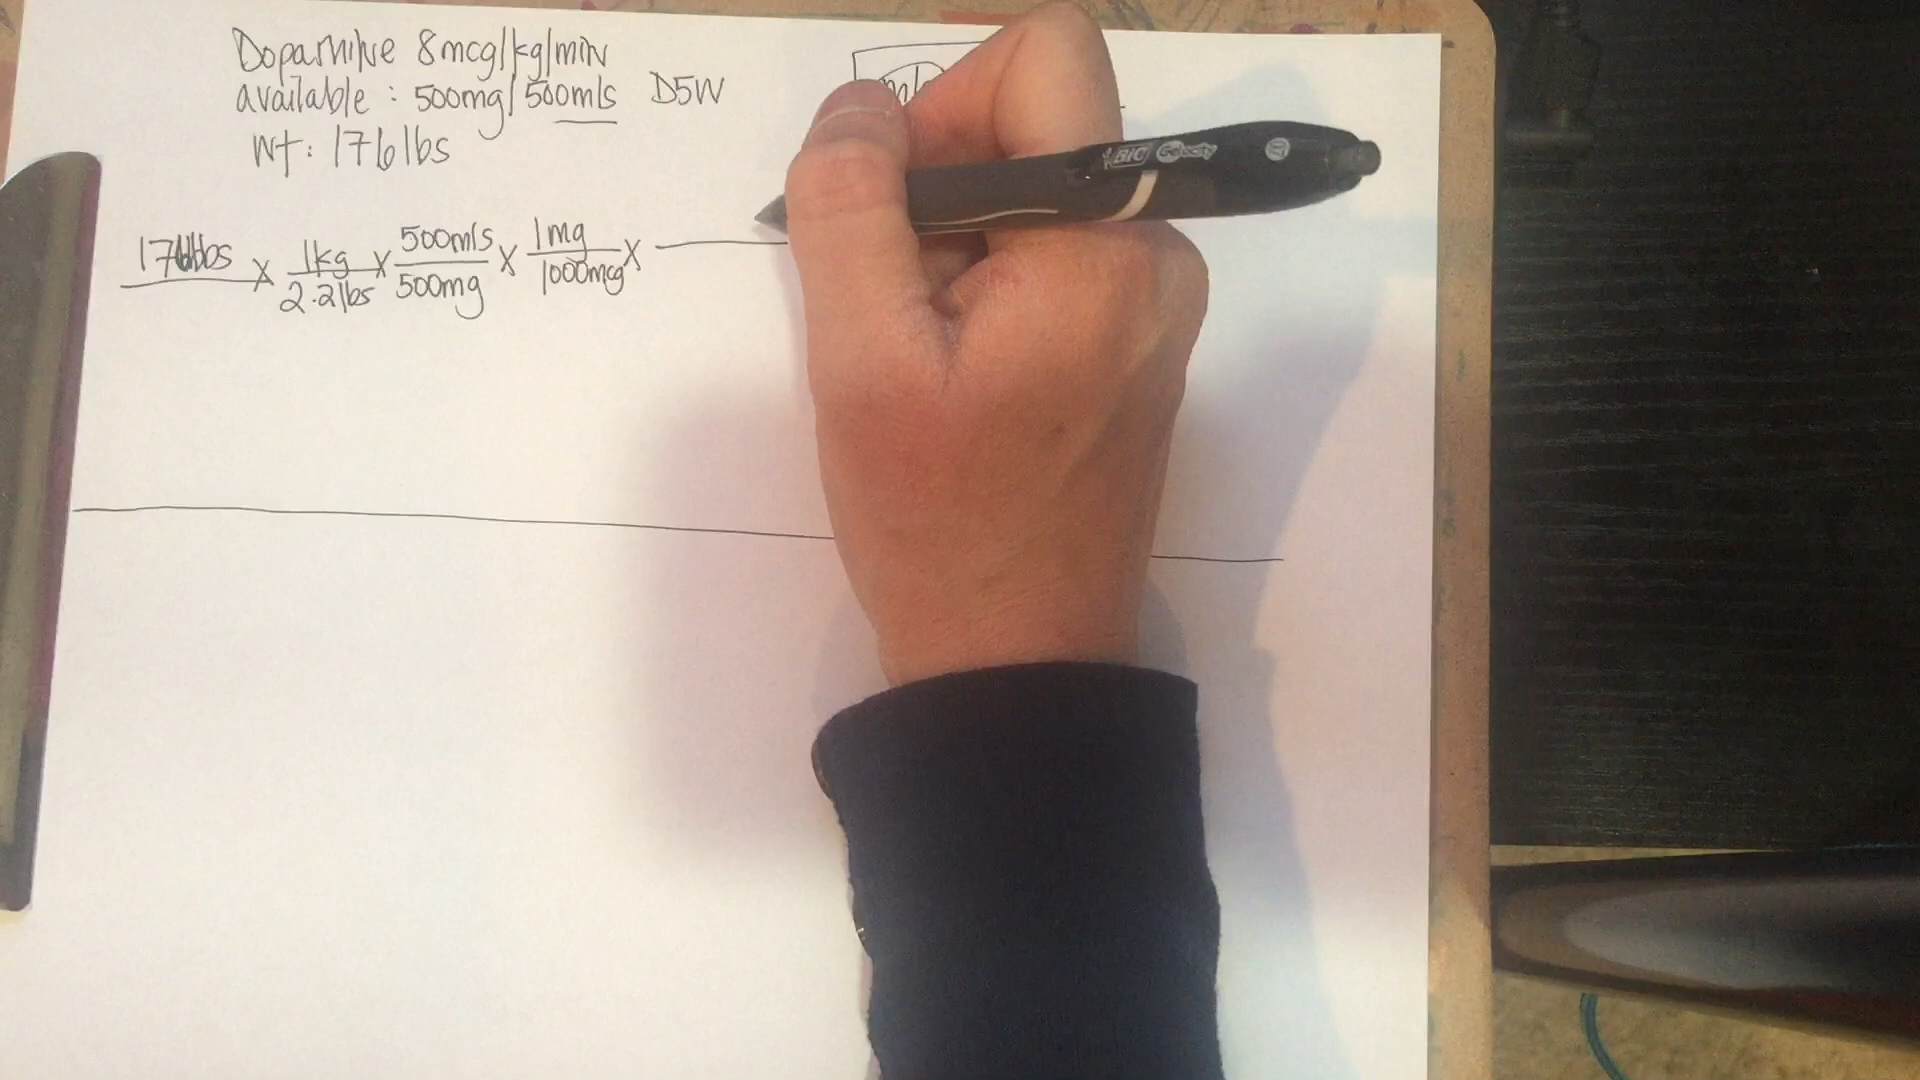 Dopamine 8mcg/kg/min
available : 500mg/500mls D5W
wt: 176lbs
176lbs x 1kg x 500mls x 1mg x
2.2lbs 500mg 1000mcg
BIC Gelocity